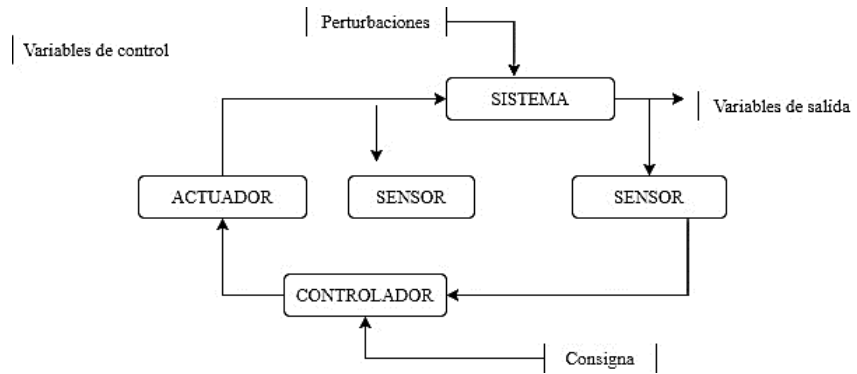 Perturbaciones
Variables de control
SISTEMA
Variables de salida
ACTUADOR
SENSOR
SENSOR
CONTROLADOR
Consigna